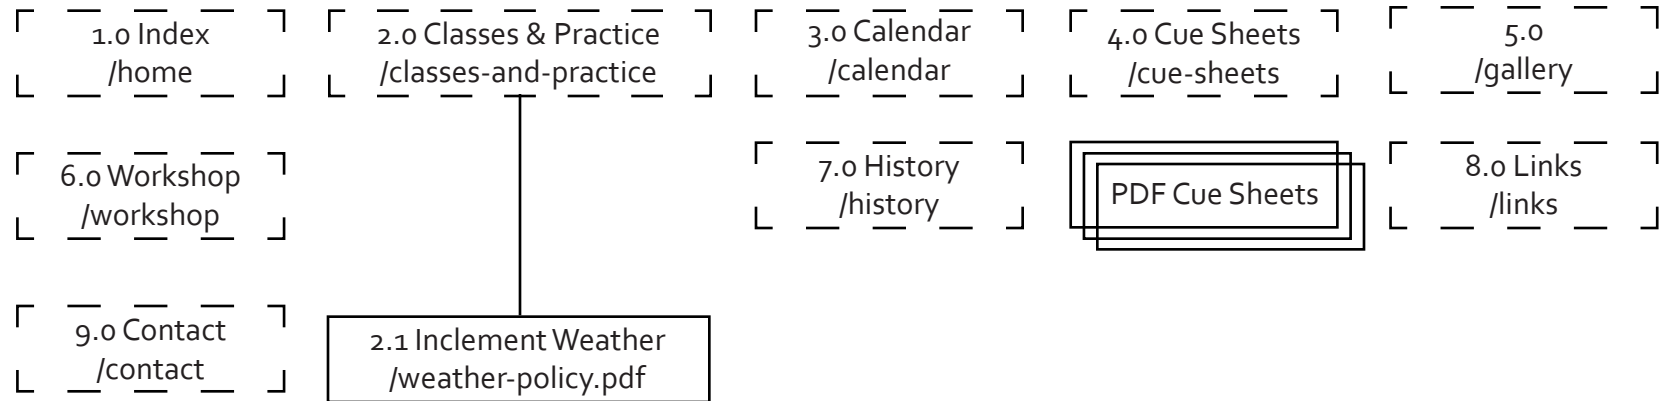 1.0 Index
/home
2.0 Classes & Practice
/classes-and-practice
3.0 Calendar
/calendar
4.0 Cue Sheets
/cue-sheets
5.0
/gallery
6.0 Workshop
/workshop
7.0 History
/history
PDF Cue Sheets
8.0 Links
/links
9.0 Contact
/contact
2.1 Inclement Weather
/weather-policy.pdf